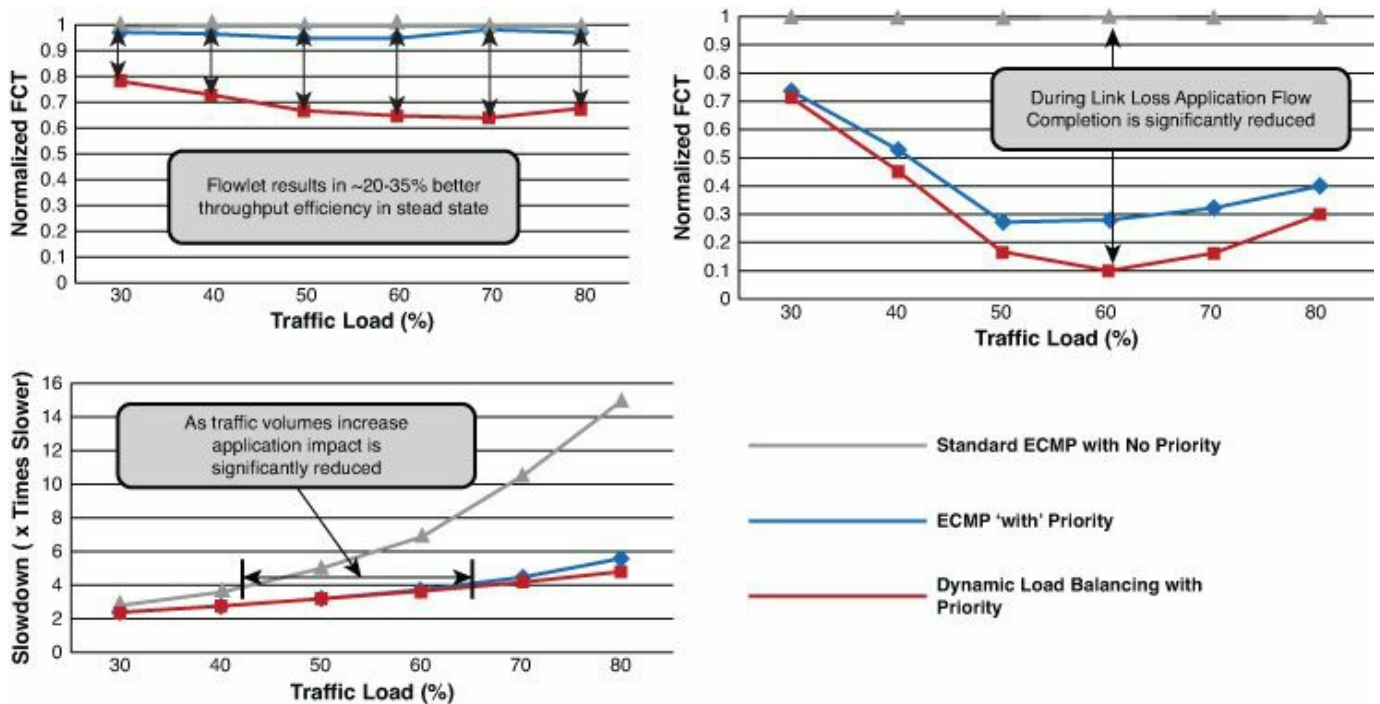 1
0.9
0.8
0.7
0.6
0.5
0.4
0.3
0.2
0.1
0
Normalized FCT
Flowlet results in ~20-35% better
throughput efficiency in stead state
30 40 50 60 70 80
Traffic Load (%)
1
0.9
0.8
0.7
0.6
0.5
0.4
0.3
0.2
0.1
0
Normalized FCT
During Link Loss Application Flow
Completion is significantly reduced
30 40 50 60 70 80
Traffic Load (%)
16
14
12
10
8
6
4
2
0
Slowdown ( x Times Slower)
As traffic volumes increase
application impact is
significantly reduced
30 40 50 60 70 80
Traffic Load (%)
Standard ECMP with No Priority
ECMP ‘with’ Priority
Dynamic Load Balancing with
Priority